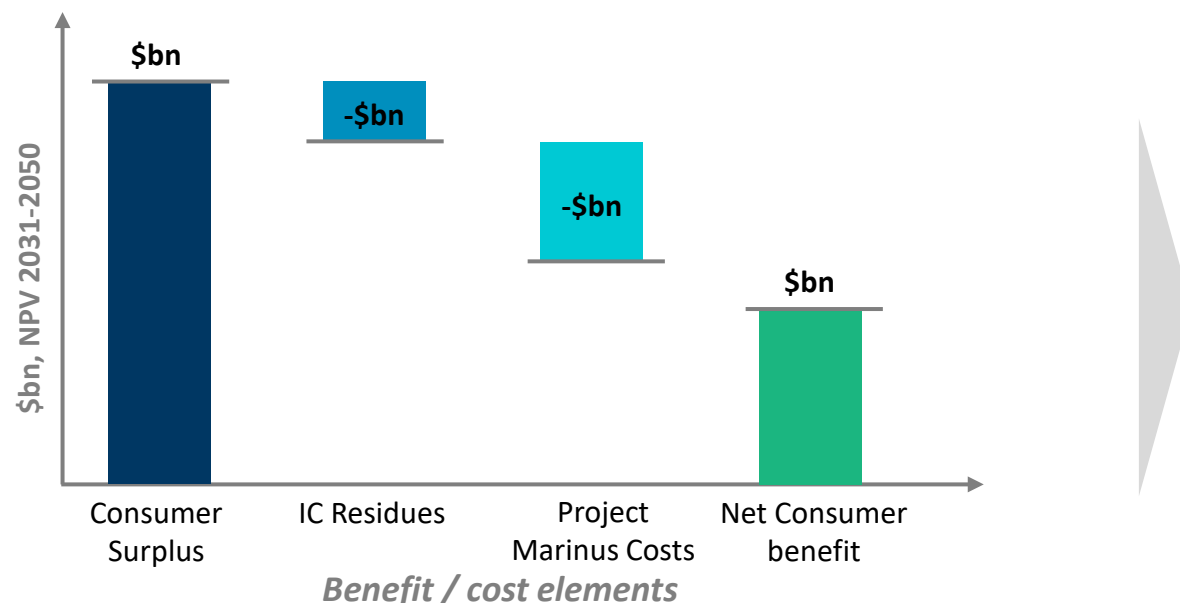 $bn
-$bn
-$bn
$bn
$bn, NPV 2031-2050
Consumer
Surplus
IC Residues
Project
Marinus Costs
Net Consumer
benefit
Benefit / cost elements